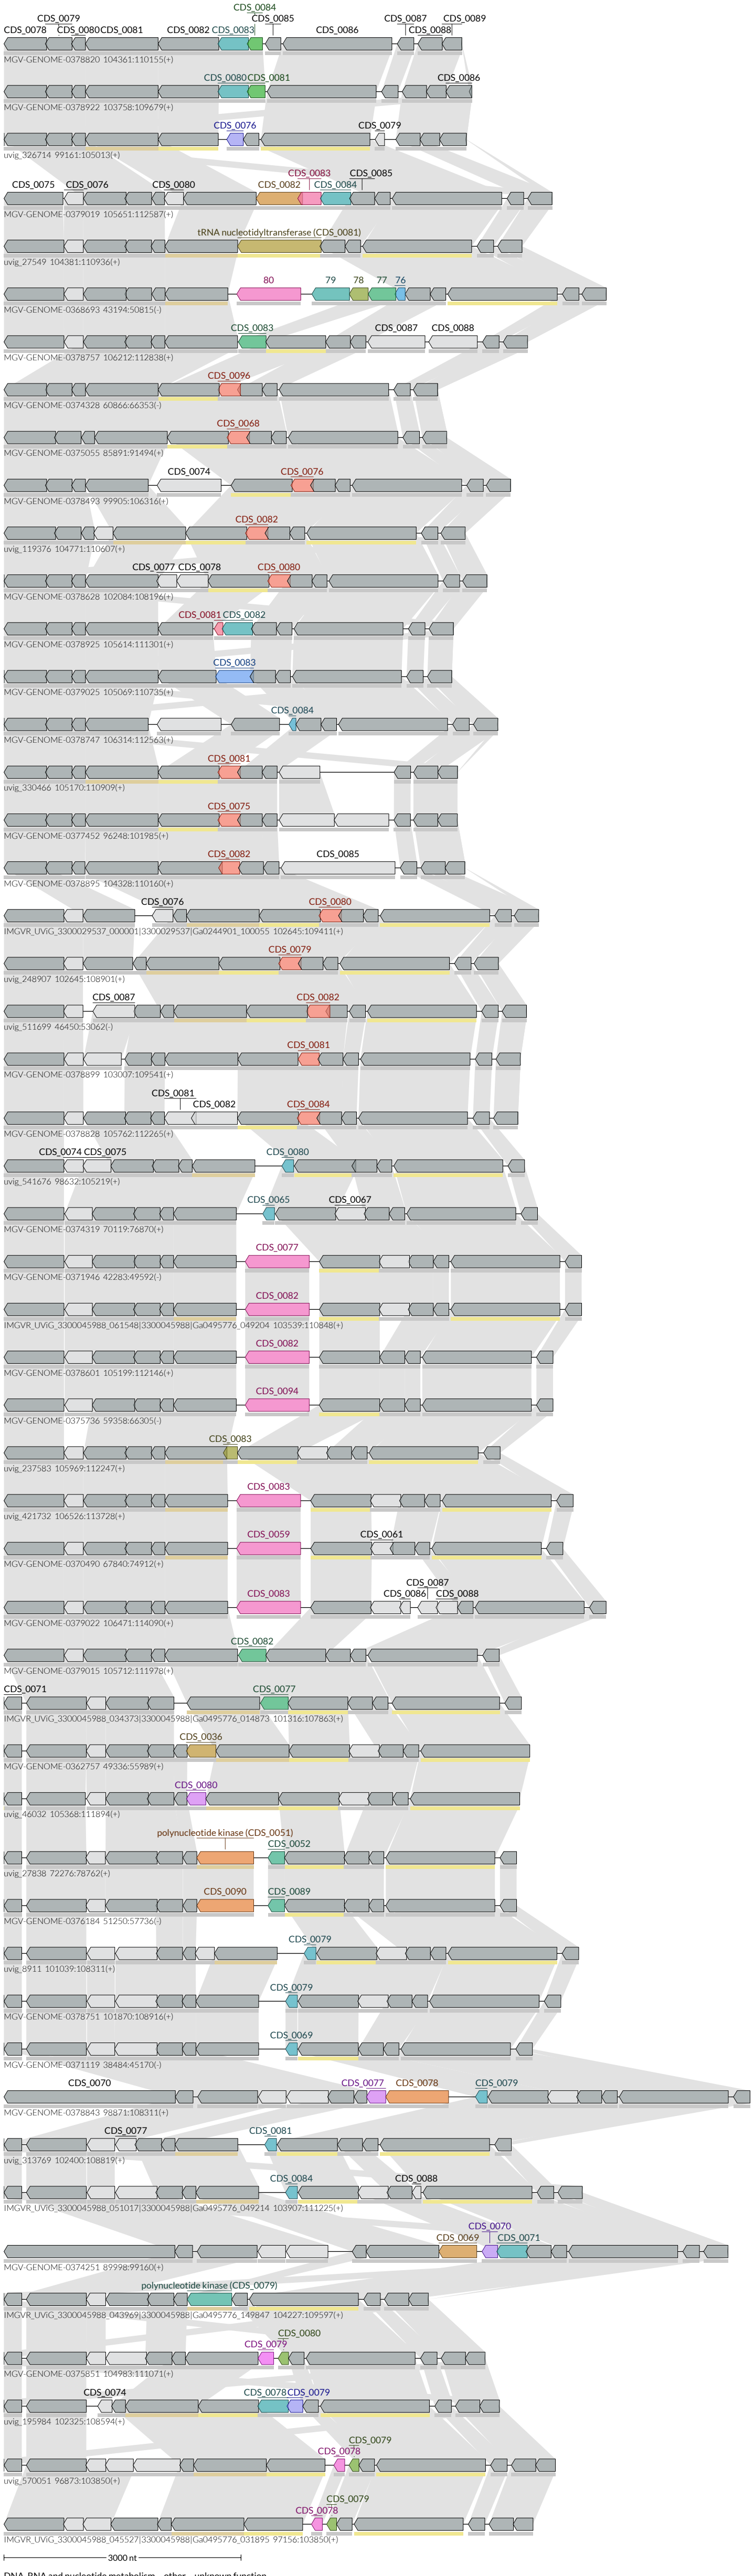 CDS_0084
CDS_0079 CDS_0085 CDS_0087 CDS_0089
CDS_0078 CDS_0080 CDS_0081 CDS_0082 CDS_0083 CDS_0086 CDS_0088
MGV-GENOME-0378820 104361:110155(+)
CDS_0080 CDS_0081 CDS_0086
MGV-GENOME-0378922 103758:109679(+)
CDS_0076 CDS_0079
uvig_326714 99161:105013(+)
CDS_0083 CDS_0085
CDS_0075 CDS_0076 CDS_0080 CDS_0082 CDS_0084
MGV-GENOME-0379019 105651:112587(+)
tRNA nucleotidyltransferase (CDS_0081)
uvig_27549 104381:110936(+)
80 79 78 77 76
MGV-GENOME-0368693 43194:50815(-)
CDS_0083 CDS_0087 CDS_0088
MGV-GENOME-0378757 106212:112838(+)
CDS_0096
MGV-GENOME-0374328 60866:66353(-)
CDS_0068
MGV-GENOME-0375055 85891:91494(+)
CDS_0074 CDS_0076
MGV-GENOME-0378493 99905:106316(+)
CDS_0082
uvig_119376 104771:110607(+)
CDS_0077 CDS_0078 CDS_0080
MGV-GENOME-0378628 102084:108196(+)
CDS_0081 CDS_0082
MGV-GENOME-0378925 105614:111301(+)
CDS_0083
MGV-GENOME-0379025 105069:110735(+)
CDS_0084
MGV-GENOME-0378747 106314:112563(+)
CDS_0081
uvig_330466 105170:110909(+)
CDS_0075
MGV-GENOME-0377452 96248:101985(+)
CDS_0082 CDS_0085
MGV-GENOME-0378895 104328:110160(+)
CDS_0076 CDS_0080
IMGVR_UViG_3300029537_000001|3300029537|Ga0244901_100055 102645:109411(+)
CDS_0079
uvig_248907 102645:108901(+)
CDS_0087 CDS_0082
uvig_511699 46450:53062(-)
CDS_0081
MGV-GENOME-0378899 103007:109541(+)
CDS_0081
CDS_0082 CDS_0084
MGV-GENOME-0378828 105762:112265(+)
CDS_0074 CDS_0075 CDS_0080
uvig_541676 98632:105219(+)
CDS_0065 CDS_0067
MGV-GENOME-0374319 70119:76870(+)
CDS_0077
MGV-GENOME-0371946 42283:49592(-)
CDS_0082
IMGVR_UViG_3300045988_061548|3300045988|Ga0495776_049204 103539:110848(+)
CDS_0082
MGV-GENOME-0378601 105199:112146(+)
CDS_0094
MGV-GENOME-0375736 59358:66305(-)
CDS_0083
uvig_237583 105969:112247(+)
CDS_0083
uvig_421732 106526:113728(+)
CDS_0059 CDS_0061
MGV-GENOME-0370490 67840:74912(+)
CDS_0087
CDS_0083 CDS_0086 CDS_0088
MGV-GENOME-0379022 106471:114090(+)
CDS_0082
MGV-GENOME-0379015 105712:111978(+)
CDS_0071 CDS_0077
IMGVR_UViG_3300045988_034373|3300045988|Ga0495776_014873 101316:107863(+)
CDS_0036
MGV-GENOME-0362757 49336:55989(+)
CDS_0080
uvig_46032 105368:111894(+)
polynucleotide kinase (CDS_0051)
CDS_0052
uvig_27838 72276:78762(+)
CDS_0090 CDS_0089
MGV-GENOME-0376184 51250:57736(-)
CDS_0079
uvig_8911 101039:108311(+)
CDS_0079
MGV-GENOME-0378751 101870:108916(+)
CDS_0069
MGV-GENOME-0371119 38484:45170(-)
CDS_0070 CDS_0077 CDS_0078 CDS_0079
MGV-GENOME-0378843 98871:108311(+)
CDS_0077 CDS_0081
uvig_313769 102400:108819(+)
CDS_0084 CDS_0088
IMGVR_UViG_3300045988_051017|3300045988|Ga0495776_049214 103907:111225(+)
CDS_0070
CDS_0069 CDS_0071
MGV-GENOME-0374251 89998:99160(+)
polynucleotide kinase (CDS_0079)
IMGVR_UViG_3300045988_043969|3300045988|Ga0495776_149847 104227:109597(+)
CDS_0080
CDS_0079
MGV-GENOME-0375851 104983:111071(+)
CDS_0074 CDS_0078 CDS_0079
uvig_195984 102325:108594(+)
CDS_0079
CDS_0078
uvig_570051 96873:103850(+)
CDS_0079
CDS_0078
IMGVR_UViG_3300045988_045527|3300045988|Ga0495776_031895 97156:103850(+)
3000 nt
DNA, RNA and nucleotide metabolism other unknown function